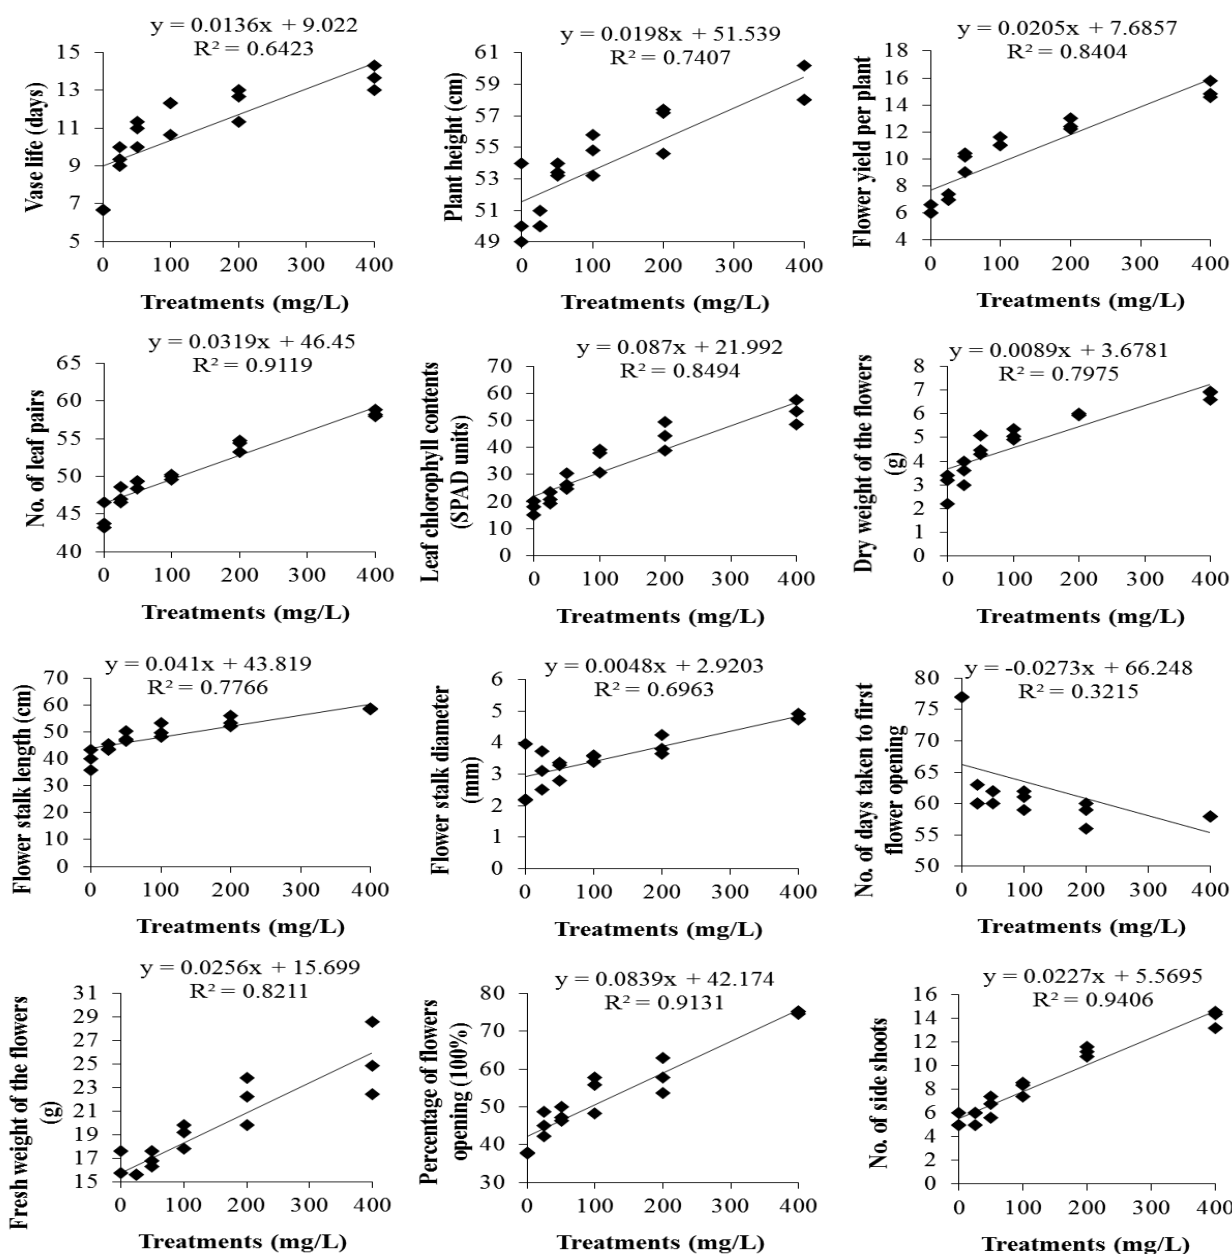 y = 0.0136x + 9.022
R² = 0.6423
Vase life (days)
15
13
11
9
7
5
0 100 200 300 400
Treatments (mg/L)
y = 0.0198x + 51.539
R² = 0.7407
Plant height (cm)
61
59
57
55
53
51
49
0 100 200 300 400
Treatments (mg/L)
y = 0.0205x + 7.6857
R² = 0.8404
Flower yield per plant
18
16
14
12
10
8
6
4
0 100 200 300 400
Treatments (mg/L)
y = 0.0319x + 46.45
R² = 0.9119
No. of leaf pairs
65
60
55
50
45
40
0 100 200 300 400
Treatments (mg/L)
y = 0.087x + 21.992
R² = 0.8494
Leaf chlorophyll contents
(SPAD units)
70
60
50
40
30
20
10
0
0 100 200 300 400
Treatments (mg/L)
y = 0.0089x + 3.6781
R² = 0.7975
Dry weight of the flowers
(g)
8
7
6
5
4
3
2
1
0
0 100 200 300 400
Treatments (mg/L)
y = 0.041x + 43.819
R² = 0.7766
Flower stalk length (cm)
70
60
50
40
30
20
10
0
0 100 200 300 400
Treatments (mg/L)
y = 0.0048x + 2.9203
R² = 0.6963
Flower stalk diameter
(mm)
6
5
4
3
2
1
0
0 100 200 300 400
Treatments (mg/L)
y = -0.0273x + 66.248
R² = 0.3215
No. of days taken to first
flower opening
80
75
70
65
60
55
50
0 100 200 300 400
Treatments (mg/L)
y = 0.0256x + 15.699
R² = 0.8211
Fresh weight of the flowers
(g)
31
29
27
25
23
21
19
17
15
0 100 200 300 400
Treatments (mg/L)
y = 0.0839x + 42.174
R² = 0.9131
Percentage of flowers
opening (100%)
80
70
60
50
40
30
0 100 200 300 400
Treatments (mg/L)
y = 0.0227x + 5.5695
R² = 0.9406
No. of side shoots
16
14
12
10
8
6
4
2
0
0 100 200 300 400
Treatments (mg/L)